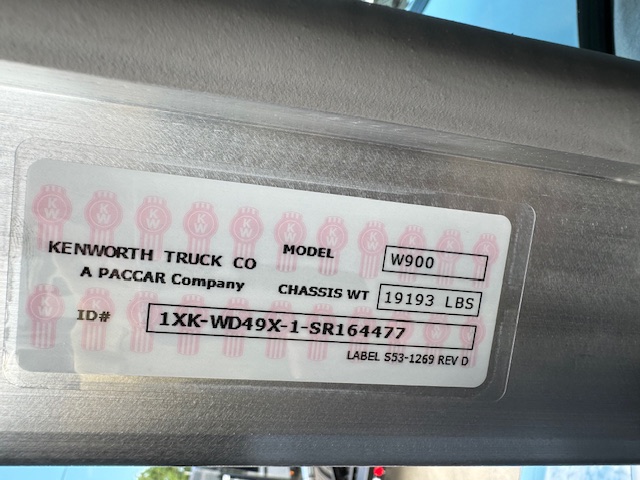 KENWORTH TRUCK CO
A PACCAR Company
MODEL W900
CHASSIS WT 19193 LBS
ID# 1XK-WD49X-1-SR164477
LABEL S53-1269 REV D